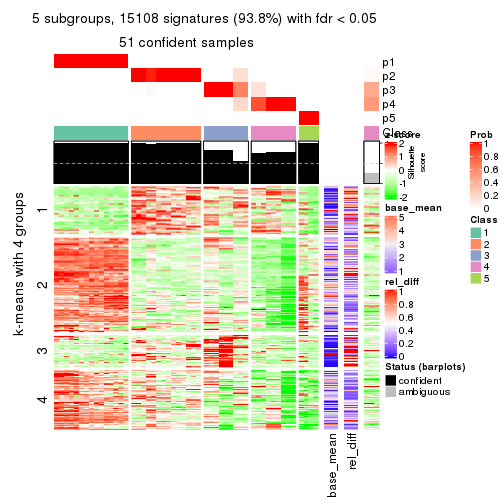 5 subgroups, 15108 signatures (93.8%) with fdr < 0.05
51 confident samples
p1
p2
p3
p4
p5
Class
Silhouette
score
k-means with 4 groups
1
2
3
4
base_mean
rel_diff
z-score
2
1
0
-1
-2
base_mean
5
4
3
2
1
rel_diff
1
0.8
0.6
0.4
0.2
0
Status (barplots)
confident
ambiguous
Prob
1
0.8
0.6
0.4
0.2
0
Class
1
2
3
4
5